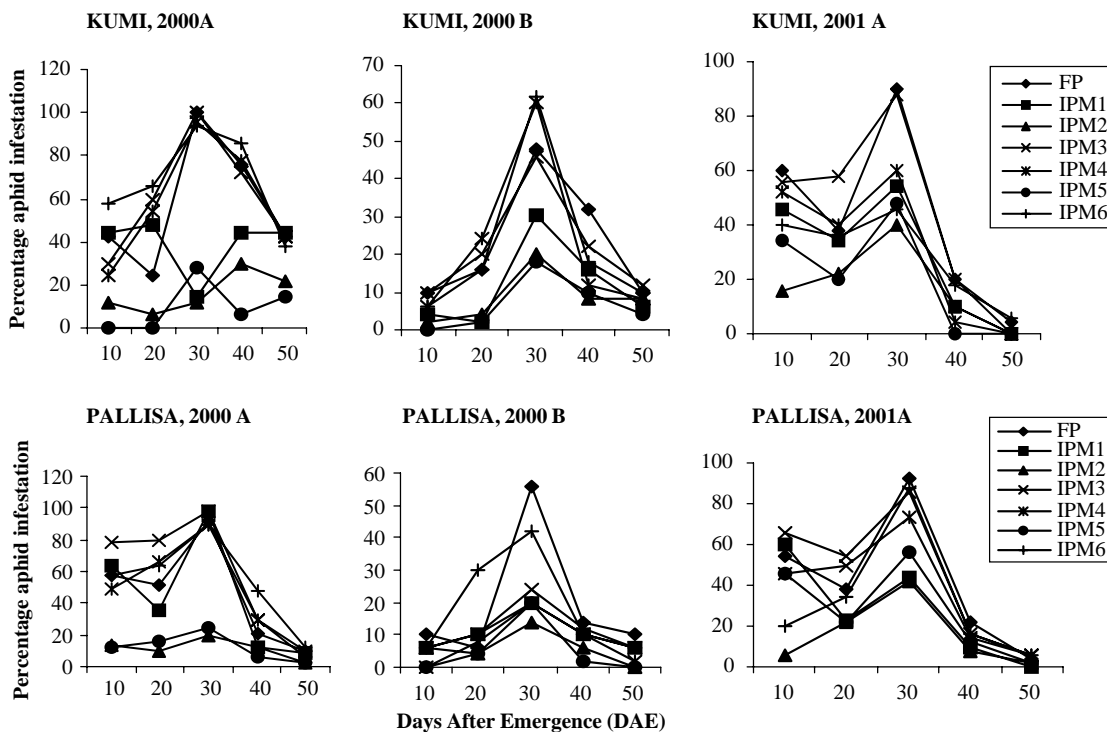 KUMI, 2000A
KUMI, 2000 B
KUMI, 2001 A
Percentage aphid infestation
120
100
80
60
40
20
0
10 20 30 40 50
70
60
50
40
30
20
10
0
10 20 30 40 50
100
80
60
40
20
0
10 20 30 40 50
FP
IPM1
IPM2
IPM3
IPM4
IPM5
IPM6
PALLISA, 2000 A
PALLISA, 2000 B
PALLISA, 2001A
Percentage aphid infestation
120
100
80
60
40
20
0
10 20 30 40 50
60
50
40
30
20
10
0
10 20 30 40 50
100
80
60
40
20
0
10 20 30 40 50
FP
IPM1
IPM2
IPM3
IPM4
IPM5
IPM6
Days After Emergence (DAE)